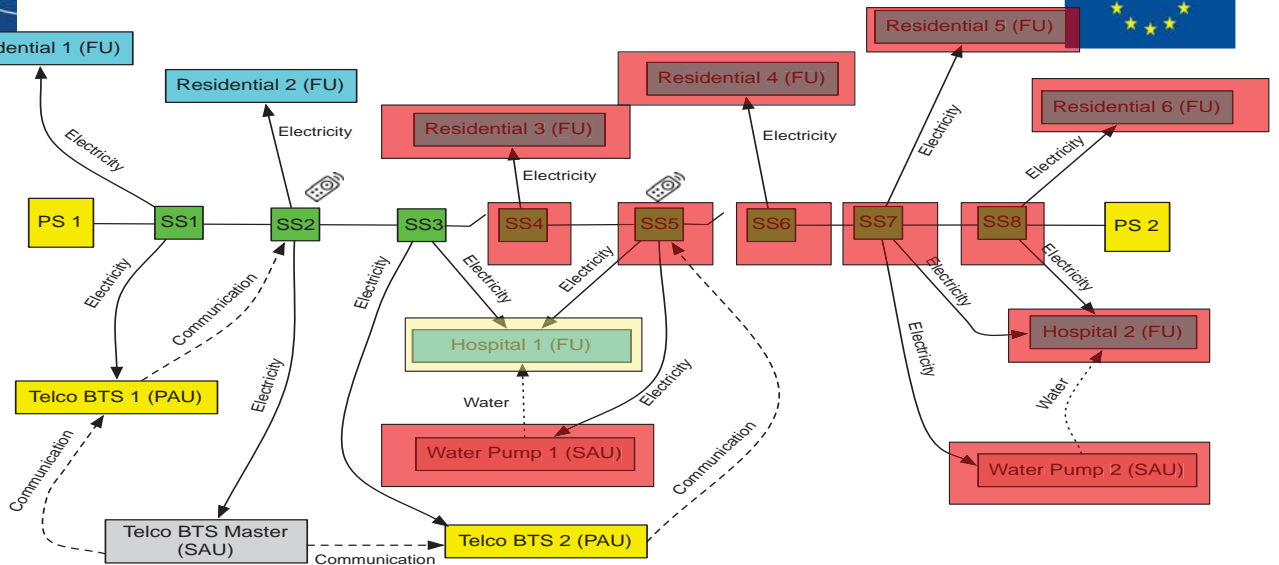 dential 1 (FU)
Residential 2 (FU)
Residential 3 (FU)
Residential 4 (FU)
Residential 5 (FU)
Residential 6 (FU)
Electricity
Electricity
Electricity
Electricity
Electricity
Electricity
PS 1
SS1
SS2
SS3
SS4
SS5
SS6
SS7
SS8
PS 2
Electricity
Communication
Electricity
Electricity
Electricity
Electricity
Electricity
Electricity
Electricity
Electricity
Hospital 1 (FU)
Hospital 2 (FU)
Telco BTS 1 (PAU)
Water
Water
Communication
Water Pump 1 (SAU)
Communication
Water Pump 2 (SAU)
Telco BTS Master
(SAU)
Communication
Telco BTS 2 (PAU)